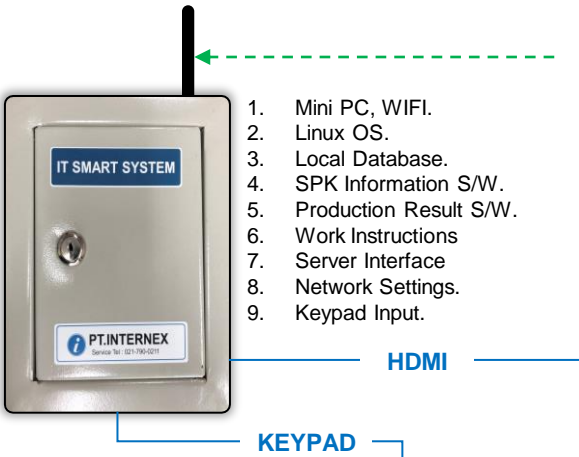 IT SMART SYSTEM
PT.INTERNEX
Service Tel : 021-790-0211
1. Mini PC, WIFI.
2. Linux OS.
3. Local Database.
4. SPK Information S/W.
5. Production Result S/W.
6. Work Instructions
7. Server Interface
8. Network Settings.
9. Keypad Input.
HDMI
KEYPAD